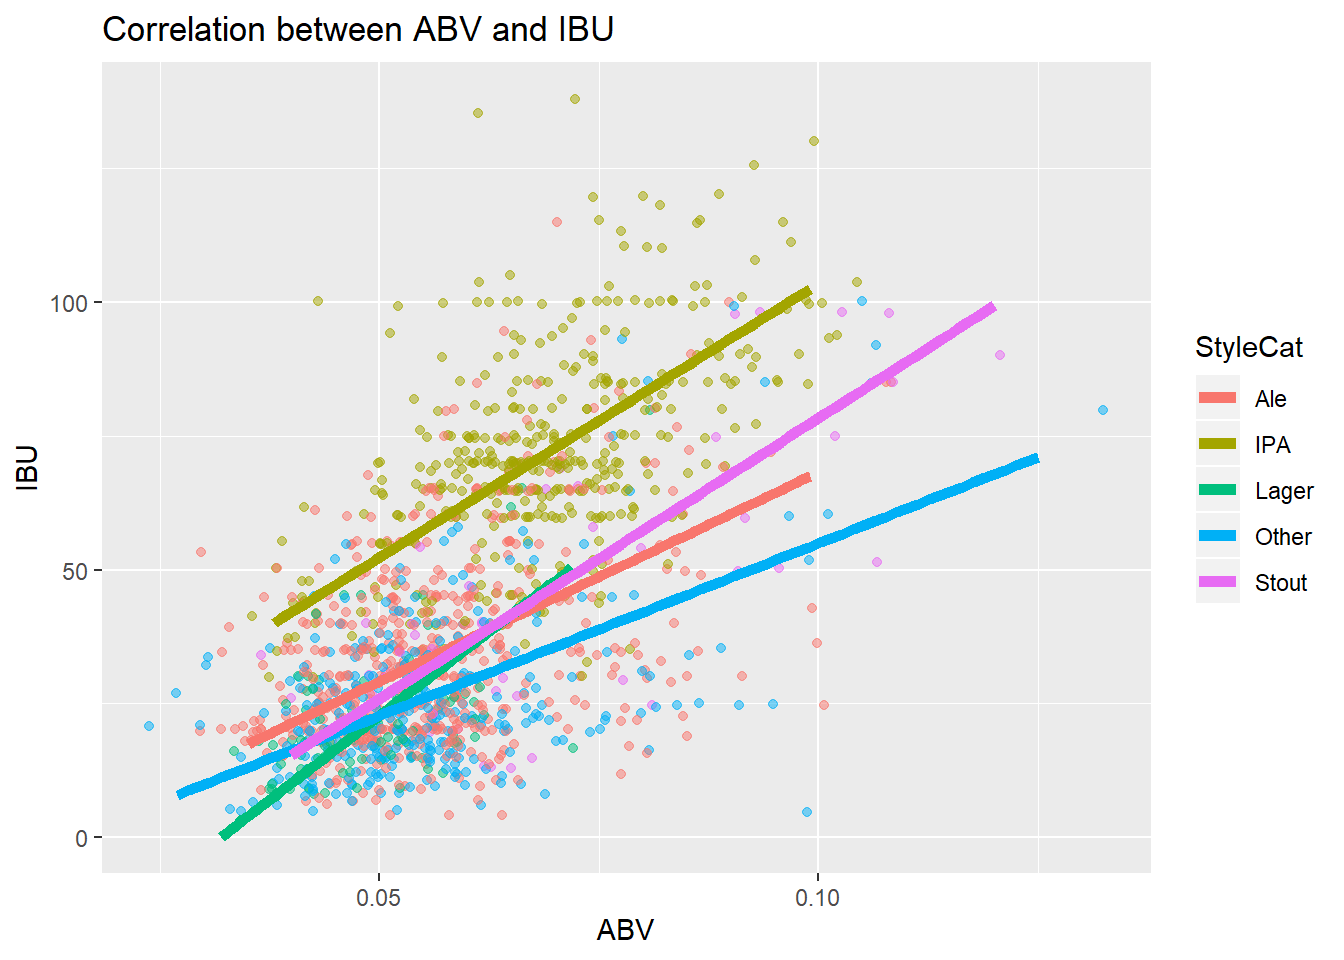 Correlation between ABV and IBU
IBU
100
50
0
0.05
0.10
ABV
StyleCat
Ale
IPA
Lager
Other
Stout